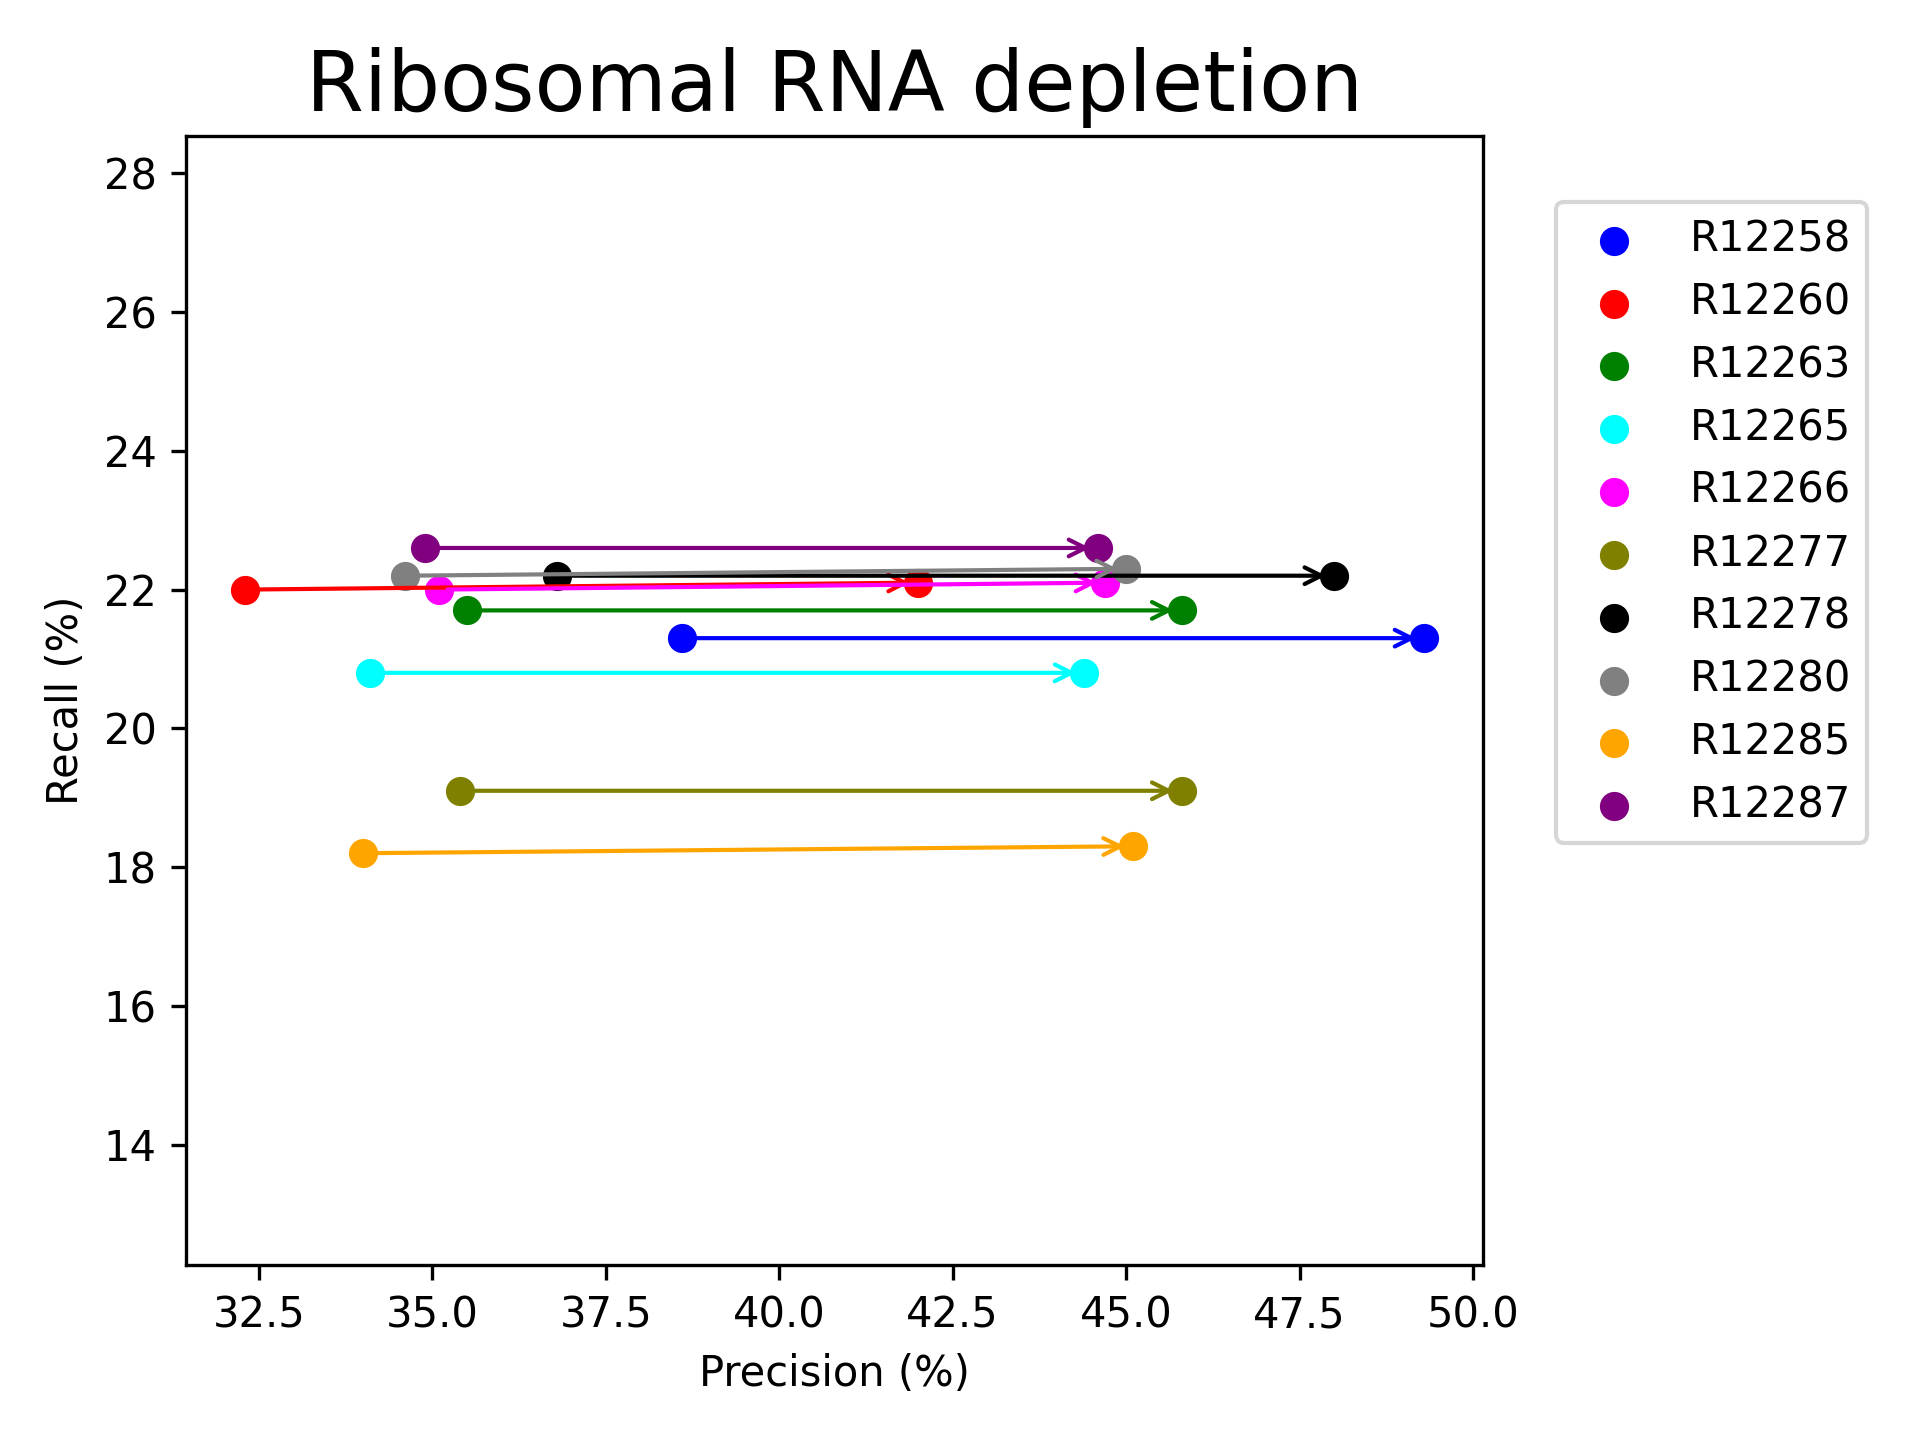 Ribosomal RNA depletion
28
26
24
22
20
18
16
14
Recall (%)
32.5 35.0 37.5 40.0 42.5 45.0 47.5 50.0
Precision (%)
R12258
R12260
R12263
R12265
R12266
R12277
R12278
R12280
R12285
R12287